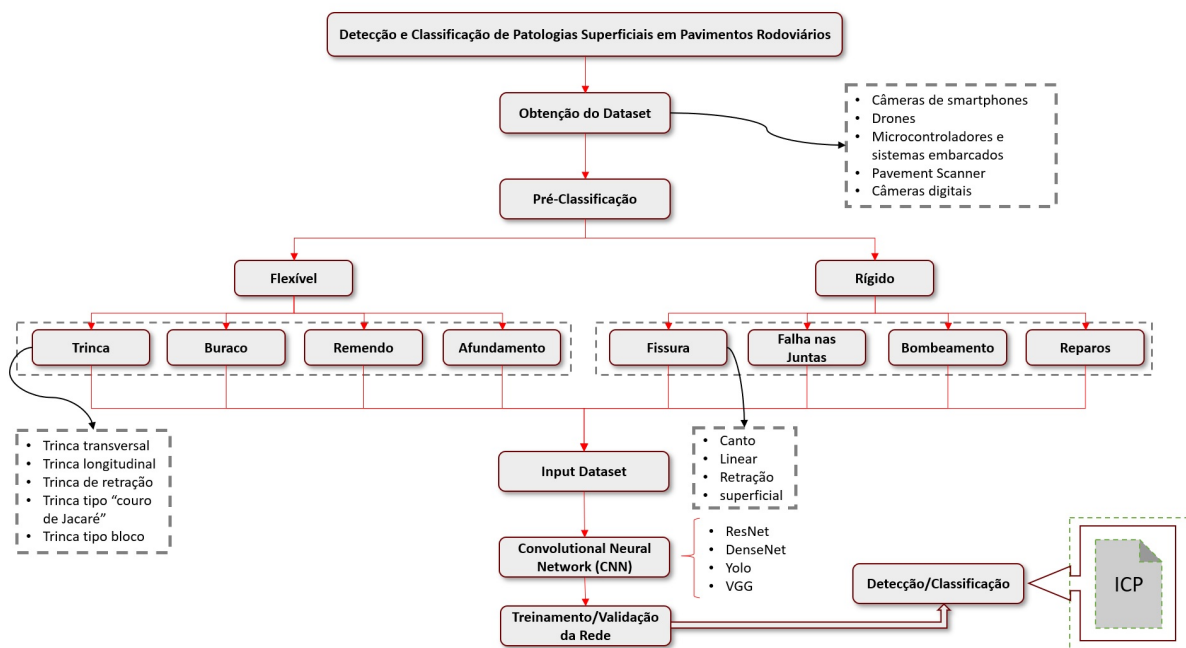 Detecção e Classificação de Patologias Superficiais em Pavimentos Rodoviários
Obtenção do Dataset
• Câmeras de smartphones
• Drones
• Microcontroladores e
sistemas embarcados
• Pavement Scanner
• Câmeras digitais
Pré-Classificação
Flexível
Rígido
Trinca
Buraco
Remendo
Afundamento
Fissura
Falha nas
Juntas
Bombeamento
Reparos
• Trinca transversal
• Trinca longitudinal
• Trinca de retração
• Trinca tipo “couro
de Jacaré”
• Trinca tipo bloco
• Canto
• Linear
• Retração
• superficial
Input Dataset
Convolutional Neural
Network (CNN)
• ResNet
• DenseNet
• Yolo
• VGG
Treinamento/Validação
da Rede
Detecção/Classificação
ICP